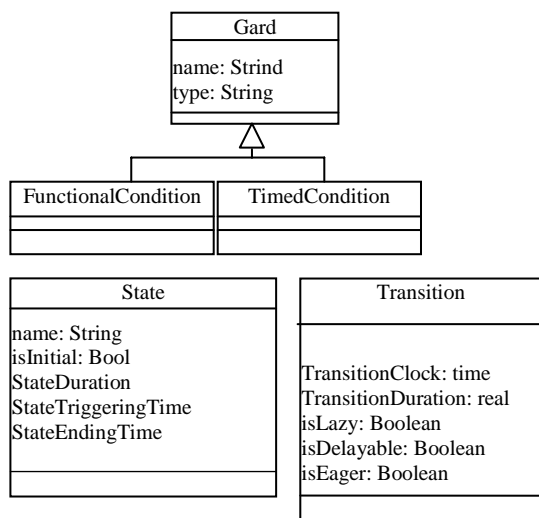 Gard
name: Strind
type: String
FunctionalCondition
TimedCondition
State
name: String
isInitial: Bool
StateDuration
StateTriggeringTime
StateEndingTime
Transition
TransitionClock: time
TransitionDuration: real
isLazy: Boolean
isDelayable: Boolean
isEager: Boolean